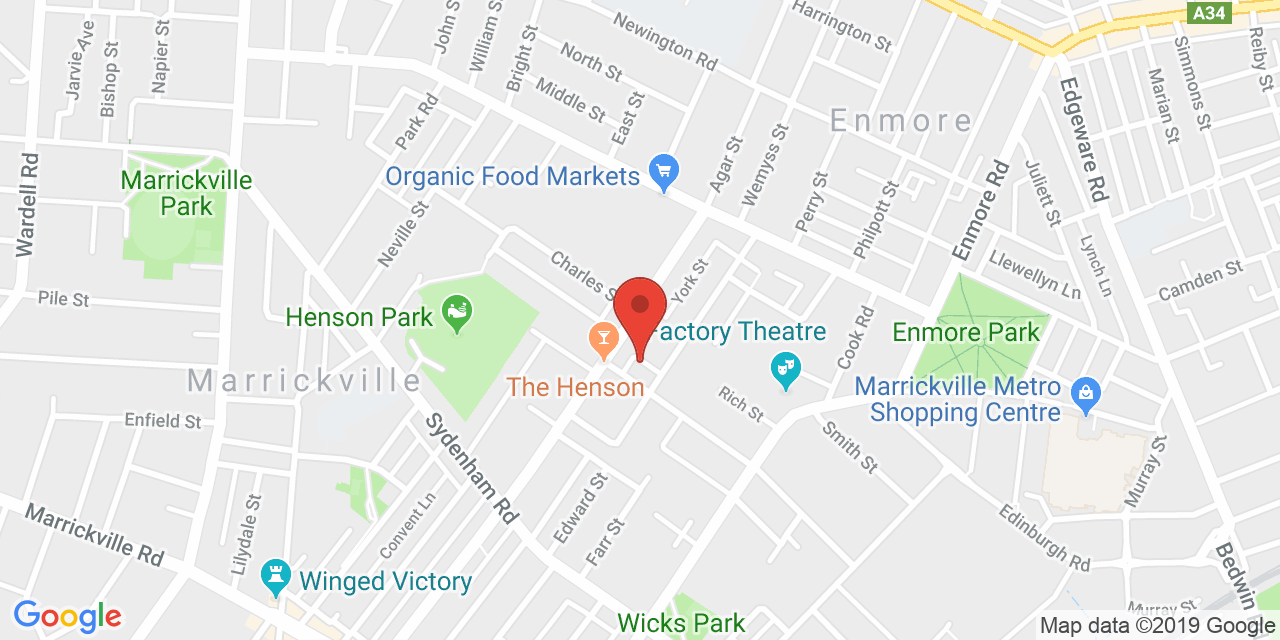 A34
Harrington St
John St
William St
Newington Rd
Jarvie Ave
Bishop St
Napier St
Bright St
North St
Reiby St
Simmons St
Marian St
Edgeware Rd
Middle St
East St
Park Rd
Enmore
Wardell Rd
Marrickville
Park
Organic Food Markets
Agar St
Wemyss St
Perry St
Philpott St
Enmore Rd
Juliett St
Neville St
Charles S
York St
Llewellyn Ln
Lynch Ln
Camden St
Pile St
Henson Park
Factory Theatre
Cook Rd
Enmore Park
Marrickville
The Henson
Rich St
Marrickville Metro
Shopping Centre
Enfield St
Sydenham Rd
Smith St
Murray St
Lilydale St
Convent Ln
Edward St
Farr St
Edinburgh Rd
Marrickville Rd
Winged Victory
Bedwin
Murray St
Wicks Park
Google
Map data ©2019 Google